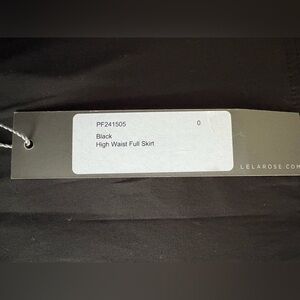 PF241505 0
Black
High Waist Full Skirt
LELAROSE.COM